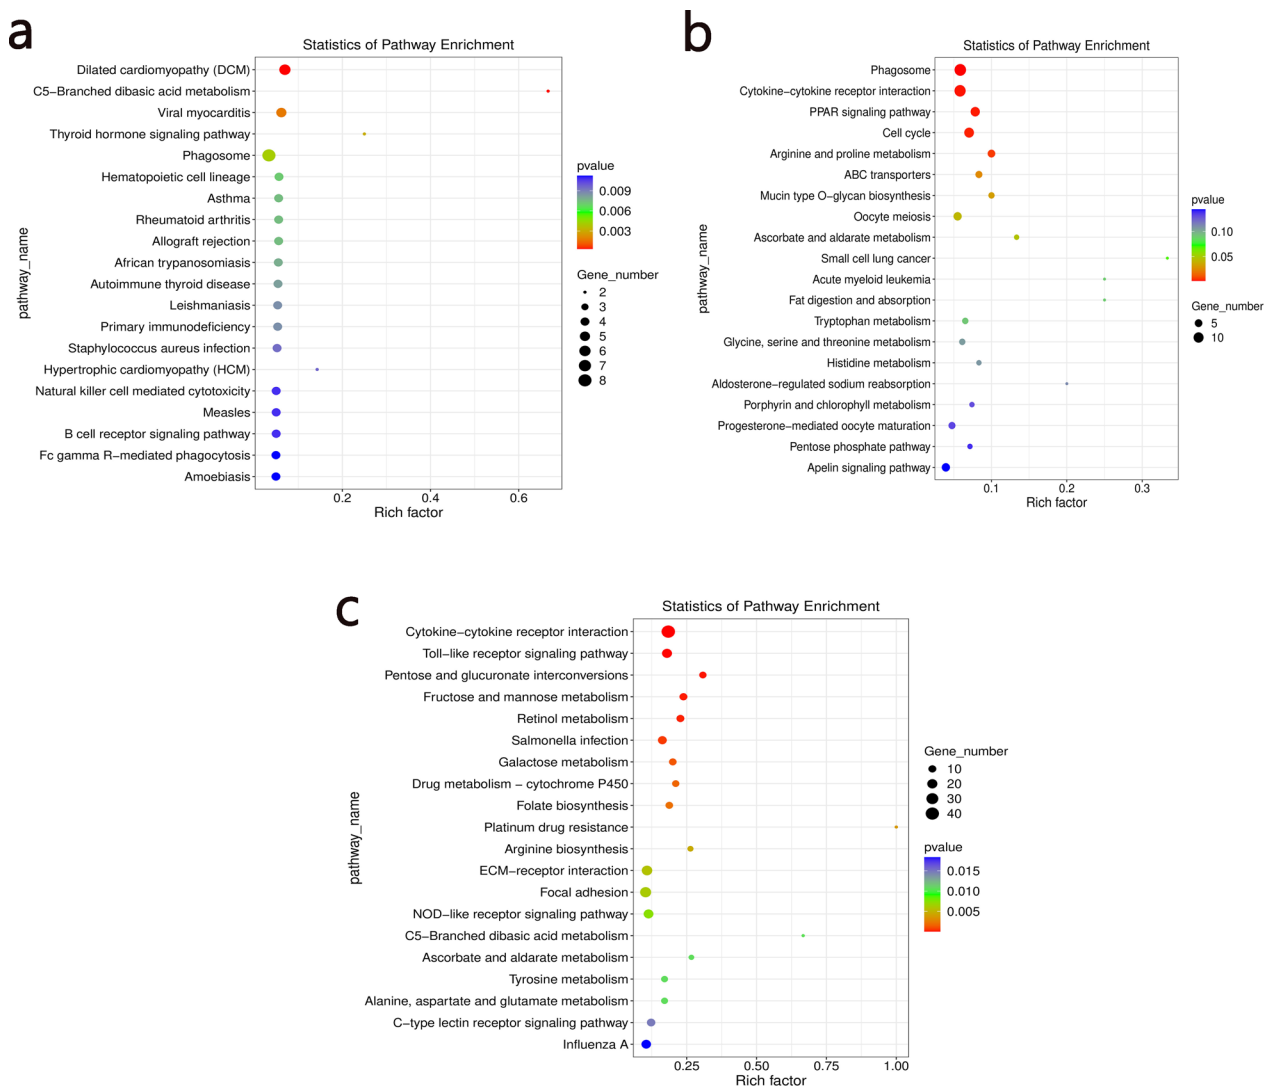 a
Statistics of Pathway Enrichment
Dilated cardiomyopathy (DCM)
C5−Branched dibasic acid metabolism
Viral myocarditis
Thyroid hormone signaling pathway
Phagosome
Hematopoietic cell lineage
Asthma
Rheumatoid arthritis
Allograft rejection
African trypanosomiasis
Autoimmune thyroid disease
Leishmaniasis
Primary immunodeficiency
Staphylococcus aureus infection
Hypertrophic cardiomyopathy (HCM)
Natural killer cell mediated cytotoxicity
Measles
B cell receptor signaling pathway
Fc gamma R−mediated phagocytosis
Amoebiasis
pathway_name
0.2 0.4 0.6
Rich factor
pvalue
0.009
0.006
0.003
Gene_number
2
3
4
5
6
7
8
b
Statistics of Pathway Enrichment
Phagosome
Cytokine−cytokine receptor interaction
PPAR signaling pathway
Cell cycle
Arginine and proline metabolism
ABC transporters
Mucin type O−glycan biosynthesis
Oocyte meiosis
Ascorbate and aldarate metabolism
Small cell lung cancer
Acute myeloid leukemia
Fat digestion and absorption
Tryptophan metabolism
Glycine, serine and threonine metabolism
Histidine metabolism
Aldosterone−regulated sodium reabsorption
Porphyrin and chlorophyll metabolism
Progesterone−mediated oocyte maturation
Pentose phosphate pathway
Apelin signaling pathway
pathway_name
0.1 0.2 0.3
Rich factor
pvalue
0.10
0.05
Gene_number
5
10
c
Statistics of Pathway Enrichment
Cytokine−cytokine receptor interaction
Toll−like receptor signaling pathway
Pentose and glucuronate interconversions
Fructose and mannose metabolism
Retinol metabolism
Salmonella infection
Galactose metabolism
Drug metabolism − cytochrome P450
Folate biosynthesis
Platinum drug resistance
Arginine biosynthesis
ECM−receptor interaction
Focal adhesion
NOD−like receptor signaling pathway
C5−Branched dibasic acid metabolism
Ascorbate and aldarate metabolism
Tyrosine metabolism
Alanine, aspartate and glutamate metabolism
C−type lectin receptor signaling pathway
Influenza A
pathway_name
0.25 0.50 0.75 1.00
Rich factor
Gene_number
10
20
30
40
pvalue
0.015
0.010
0.005